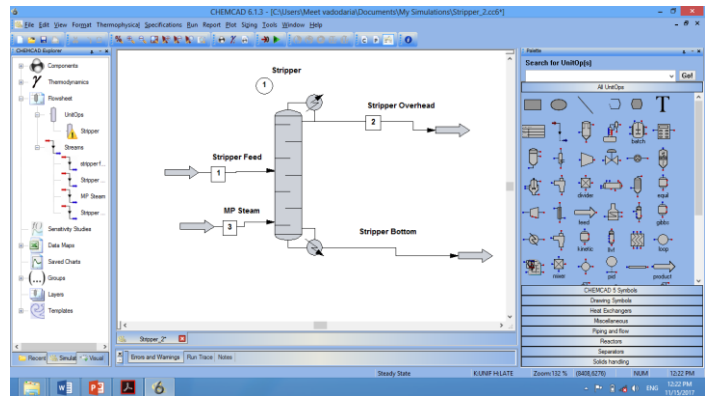 CHEMCAD 6.1.3 - [C:\Users\Meet vadodaria\Documents\My Simulations\Stripper_2.cc6*]
File Edit View Format Thermophysical Specifications Run Report Plot Sizing Tools Window Help
CHEMCAD Explorer
Components
Thermodynamics
Flowsheet
UnitOps
Stripper
Streams
stripper1...
Stripper ...
MP Steam
Stripper ...
Sensitivity Studies
Data Maps
Saved Charts
Groups
Layers
Templates
Recent Simulat Visual
Stripper
1
Stripper Overhead
2
Stripper Feed
1
MP Steam
3
Stripper Bottom
Stripper_2*
Errors and Warnings Run Trace Notes
Palette
Search for UnitOp(s)
Go!
All UnitOps
T
batch
divider
equil
feed
gibbs
kinetic
loop
mixer
pid
product
CHEMCAD 5 Symbols
Drawing Symbols
Heat Exchangers
Miscellaneous
Piping and flow
Reactors
Separators
Solids handling
Steady State K:UNIF H:LATE Zoom:132 % (8408,6276) NUM 12:22 PM
ENG 12:22 PM
11/15/2017